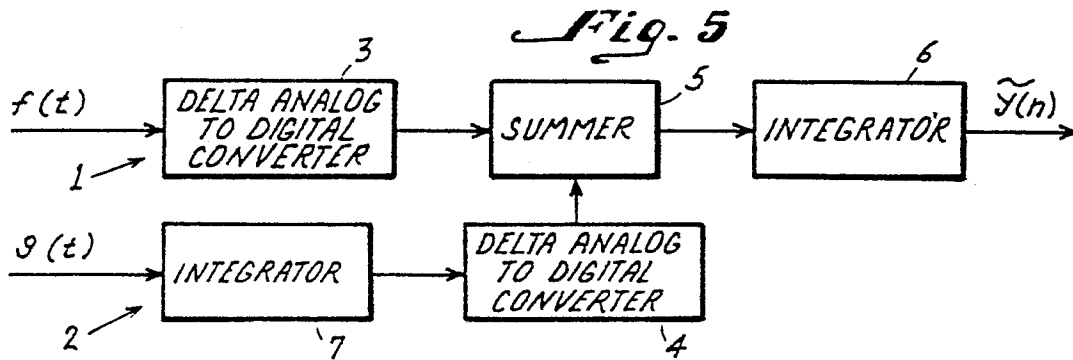 Fig. 5
3
5
6
f(t)
DELTA ANALOG
TO DIGITAL
CONVERTER
SUMMER
INTEGRATOR
ỹ(n)
1
g(t)
INTEGRATOR
DELTA ANALOG
TO DIGITAL
CONVERTER
2
7
4